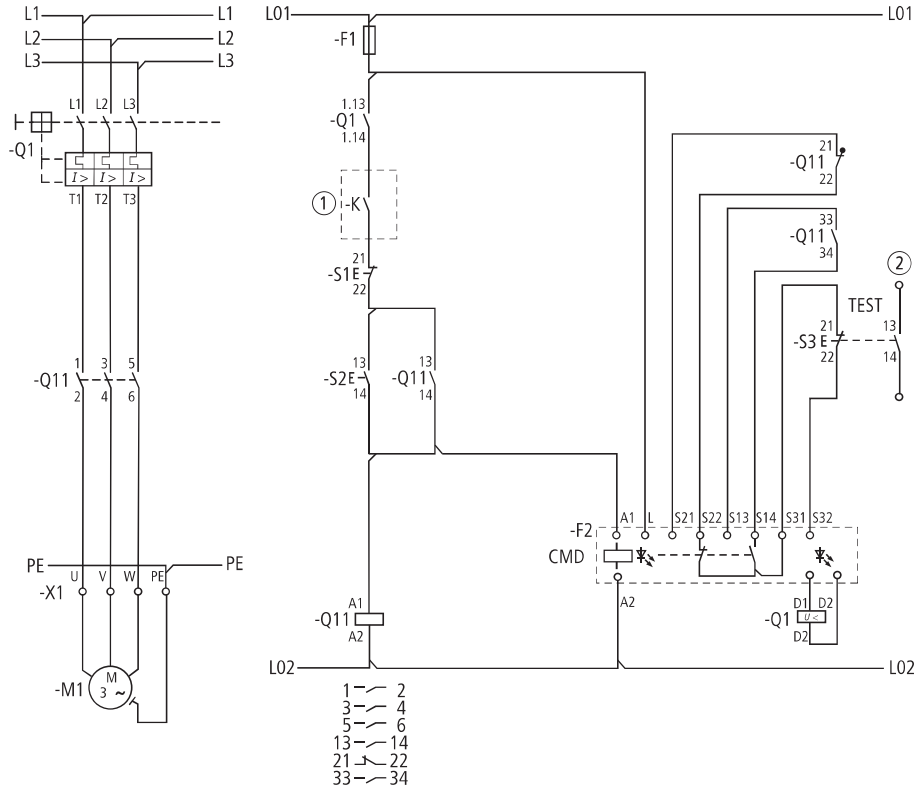 L1 L1
L2 L2
L3 L3
L1 L2 L3
-Q1
I > I > I >
T1 T2 T3
1 3 5
-Q11
2 4 6
PE PE
U V W PE
-X1
M
3 ~
-M1
L01 L01
-F1
1.13
-Q1
1.14
1 -K
21
-S1 E
22
13 13
-S2 E -Q11
14 14
21
-Q11
22
33
-Q11
34
2
TEST
21 13
-S3 E
22 14
-F2 A1 L S21 S22 S13 S14 S31 S32
CMD
A2
A1
-Q11
A2
D1 D2
-Q1 U <
D2
L02 L02
1 2
3 4
5 6
13 14
21 22
33 34